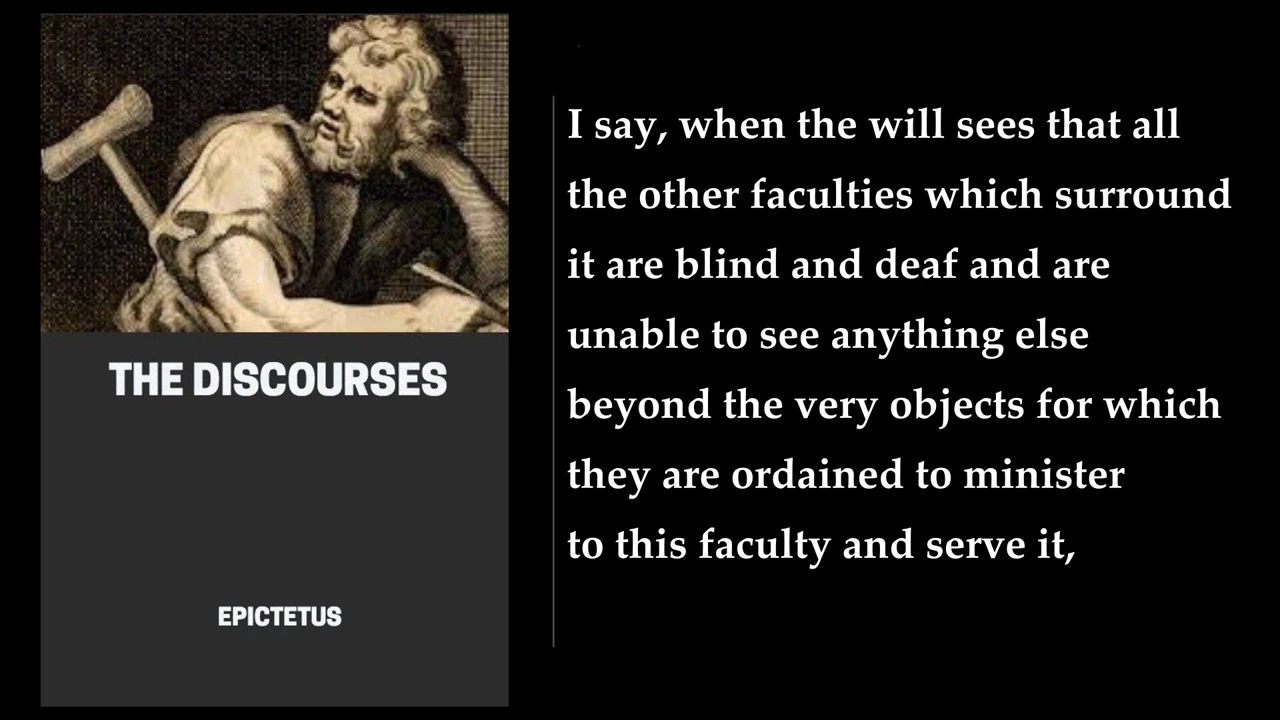 THE DISCOURSES
EPICTETUS
I say, when the will sees that all
the other faculties which surround
it are blind and deaf and are
unable to see anything else
beyond the very objects for which
they are ordained to minister
to this faculty and serve it,